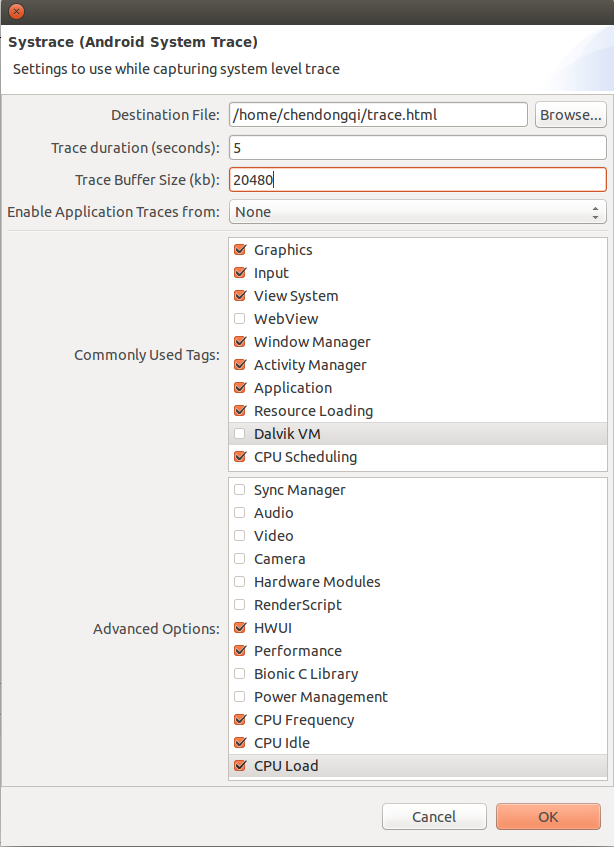 Systrace (Android System Trace)
Settings to use while capturing system level trace
Destination File: /home/chendongqi/trace.html Browse...
Trace duration (seconds): 5
Trace Buffer Size (kb): 20480
Enable Application Traces from: None
Commonly Used Tags:
Graphics
Input
View System
WebView
Window Manager
Activity Manager
Application
Resource Loading
Dalvik VM
CPU Scheduling
Advanced Options:
Sync Manager
Audio
Video
Camera
Hardware Modules
RenderScript
HWUI
Performance
Bionic C Library
Power Management
CPU Frequency
CPU Idle
CPU Load
Cancel OK